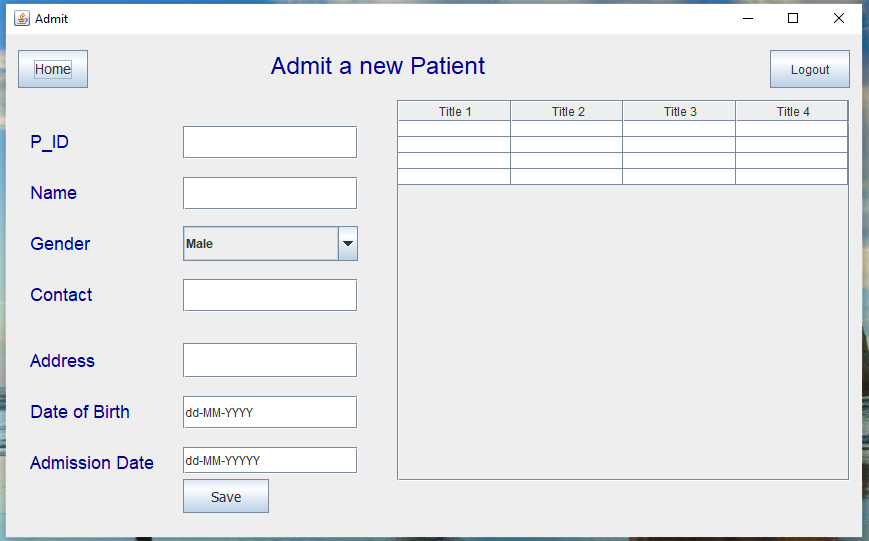 Admit
Home
Admit a new Patient
Logout
Title 1 Title 2 Title 3 Title 4
P_ID
Name
Gender Male
Contact
Address
Date of Birth dd-MM-YYYY
Admission Date dd-MM-YYYYY
Save